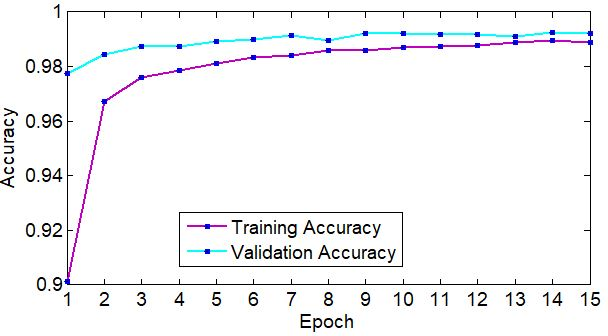 1
0.98
0.96
0.94
0.92
0.9
Accuracy
Training Accuracy
Validation Accuracy
1 2 3 4 5 6 7 8 9 10 11 12 13 14 15
Epoch